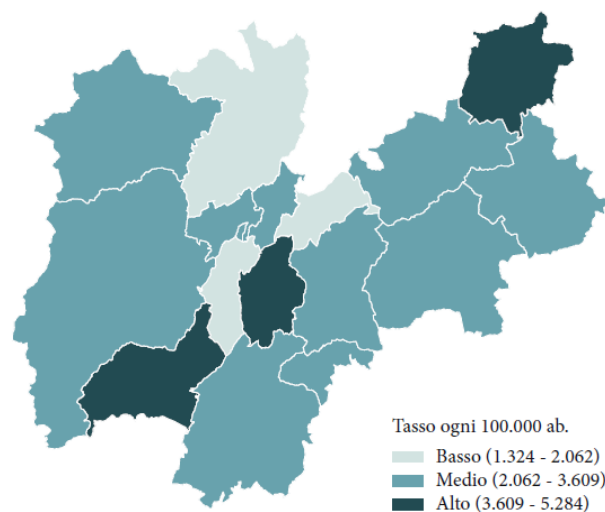 Tasso ogni 100.000 ab.
Basso (1.324 - 2.062)
Medio (2.062 - 3.609)
Alto (3.609 - 5.284)